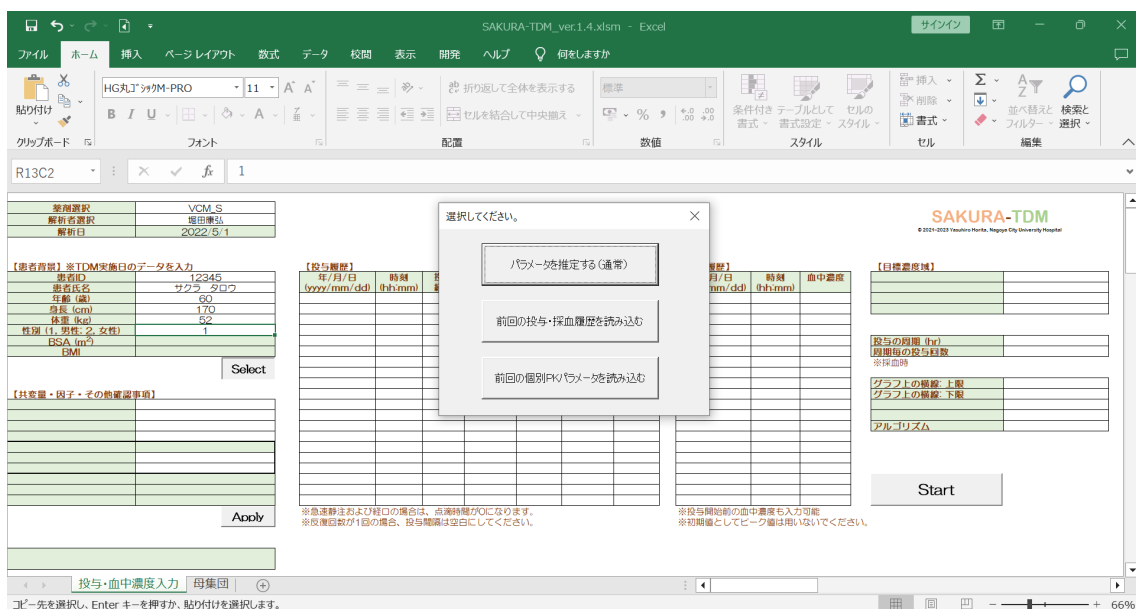 SAKURA-TDM_ver.1.4.xlsm - Excel
サインイン
ファイル ホーム 挿入 ページ レイアウト 数式 データ 校閲 表示 開発 ヘルプ 何をしますか
HG丸ｺﾞｼｯｸM-PRO 11 A A
折り返して全体を表示する
標準
挿入
Σ
貼り付け
B I U
セルを結合して中央揃え
%
条件付き書式 テーブルとして書式設定 セルのスタイル
削除
書式
並べ替えとフィルター 検索と選択
クリップボード フォント 配置 数値 スタイル セル 編集
R13C2 fx 1
薬剤選択 VCM_S
解析者選択 堀田康弘
解析日 2022/5/1
選択してください。
SAKURA-TDM
© 2021-2023 Yasuhiro Horita, Nagoya City University Hospital
【患者背景】※TDM実施日のデータを入力
患者ID 12345
患者氏名 サクラ　タロウ
年齢 (歳) 60
身長 (cm) 170
体重 (kg) 52
性別 (1, 男性; 2, 女性) 1
BSA (m²)
BMI
Select
【共変量・因子・その他確認事項】
Apply
【投与履歴】
年/月/日 時刻
(yyyy/mm/dd) (hh:mm)
※急速静注および経口の場合は、点滴時間が0になります。
※反復回数が1回の場合、投与間隔は空白にしてください。
パラメータを推定する(通常)
前回の投与・採血履歴を読み込む
前回の個別PKパラメータを読み込む
歴】
月/日 時刻 血中濃度
mm/dd) (hh:mm)
※投与開始前の血中濃度も入力可能
※初期値としてピーク値は用いないでください。
【目標濃度域】
投与の周期 (hr)
周期毎の投与回数
※採血時
グラフ上の横線: 上限
グラフ上の横線: 下限
アルゴリズム
Start
投与・血中濃度入力 母集団
コピー先を選択し、Enter キーを押すか、貼り付けを選択します。
66%